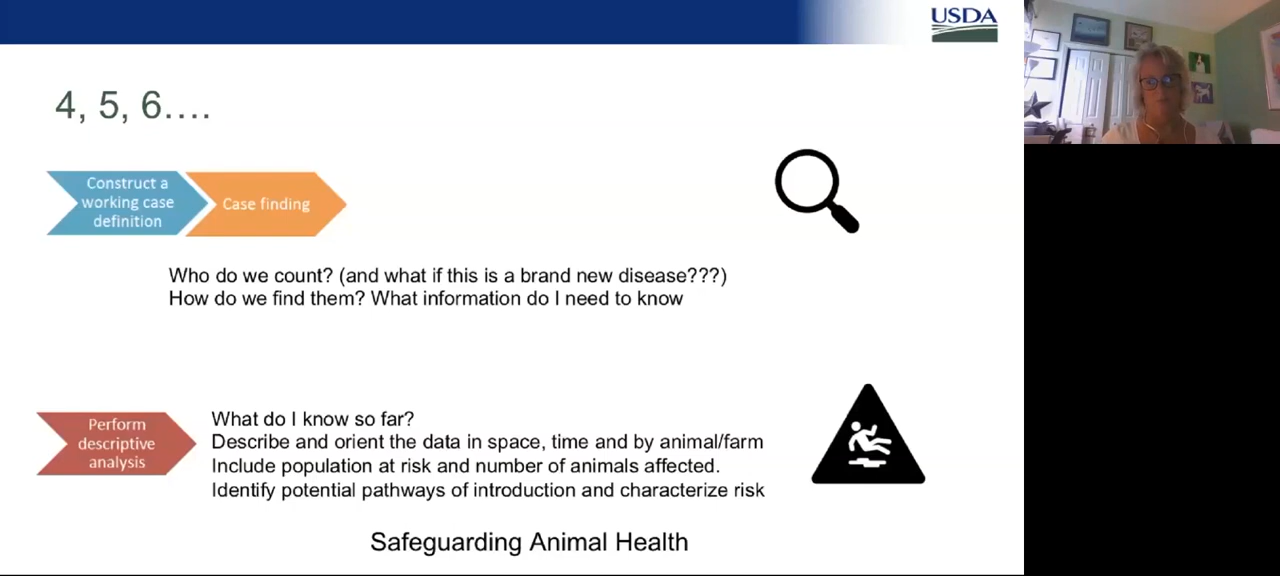 USDA
4, 5, 6....
Construct a
working case
definition
Case finding
Who do we count? (and what if this is a brand new disease???)
How do we find them? What information do I need to know
Perform
descriptive
analysis
What do I know so far?
Describe and orient the data in space, time and by animal/farm
Include population at risk and number of animals affected.
Identify potential pathways of introduction and characterize risk
Safeguarding Animal Health